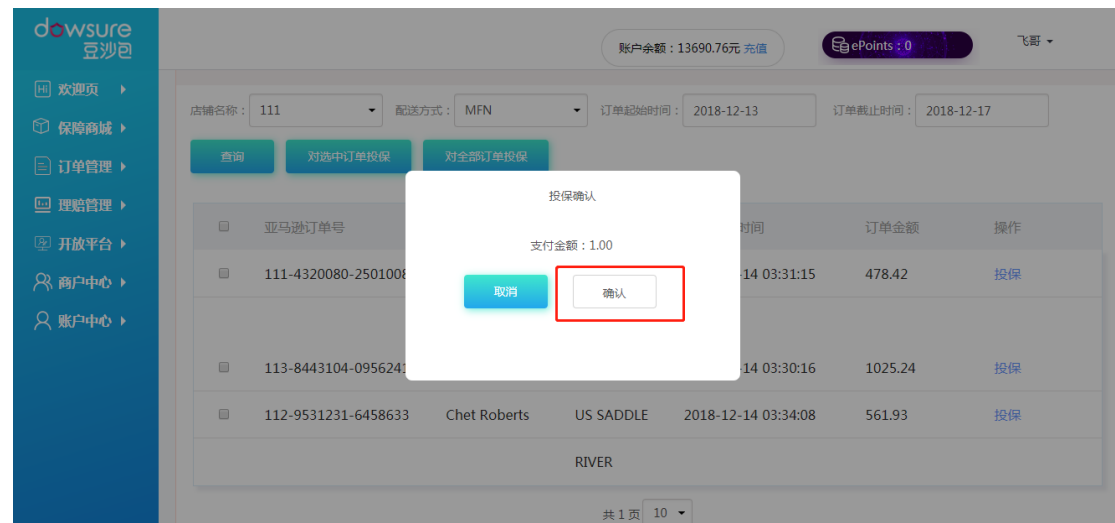 dowsure
豆沙包
账户余额：13690.76元 充值
ePoints : 0
飞哥
欢迎页
保障商城
订单管理
理赔管理
开放平台
商户中心
账户中心
店铺名称： 111 配送方式： MFN 订单起始时间： 2018-12-13 订单截止时间： 2018-12-17
查询 对选中订单投保 对全部订单投保
投保确认
支付金额：1.00
取消 确认
亚马逊订单号 时间 订单金额 操作
111-4320080-2501008 -14 03:31:15 478.42 投保
113-8443104-095624 -14 03:30:16 1025.24 投保
112-9531231-6458633 Chet Roberts US SADDLE 2018-12-14 03:34:08 561.93 投保
RIVER
共 1 页 10